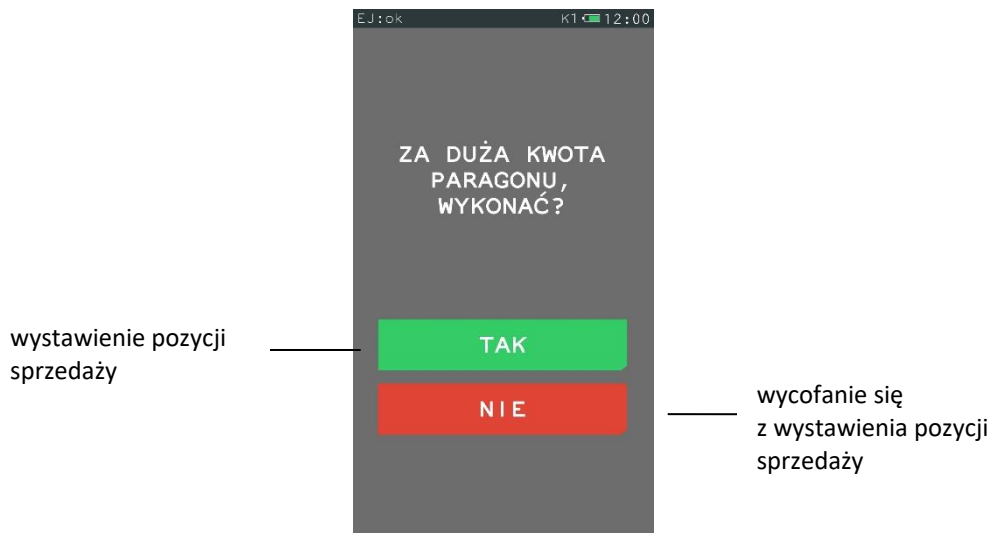 EJ:ok K1 12:00
ZA DUŻA KWOTA
PARAGONU,
WYKONAĆ?
wystawienie pozycji
sprzedaży
TAK
NIE
wycofanie się
z wystawienia pozycji
sprzedaży